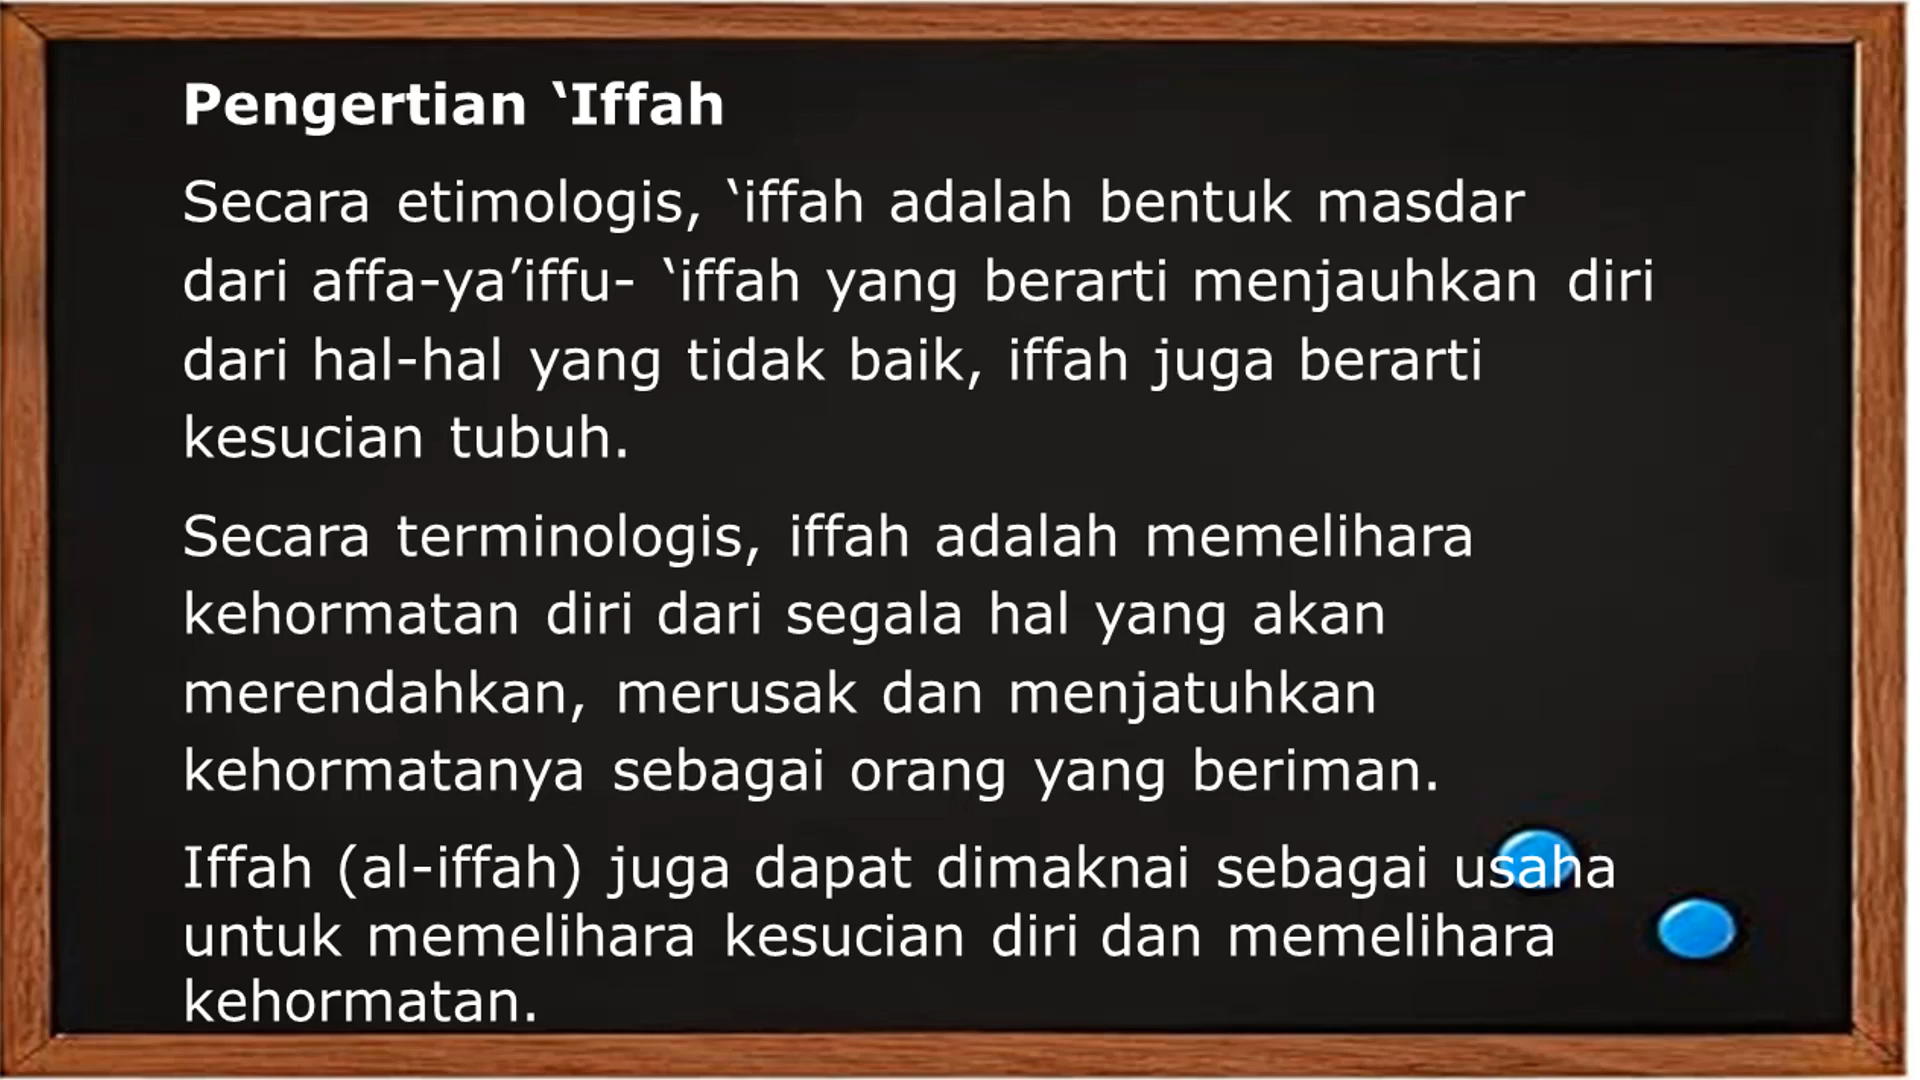 Pengertian ‘Iffah
Secara etimologis, ‘iffah adalah bentuk masdar
dari affa-ya’iffu- ‘iffah yang berarti menjauhkan diri
dari hal-hal yang tidak baik, iffah juga berarti
kesucian tubuh.
Secara terminologis, iffah adalah memelihara
kehormatan diri dari segala hal yang akan
merendahkan, merusak dan menjatuhkan
kehormatanya sebagai orang yang beriman.
Iffah (al-iffah) juga dapat dimaknai sebagai usaha
untuk memelihara kesucian diri dan memelihara
kehormatan.